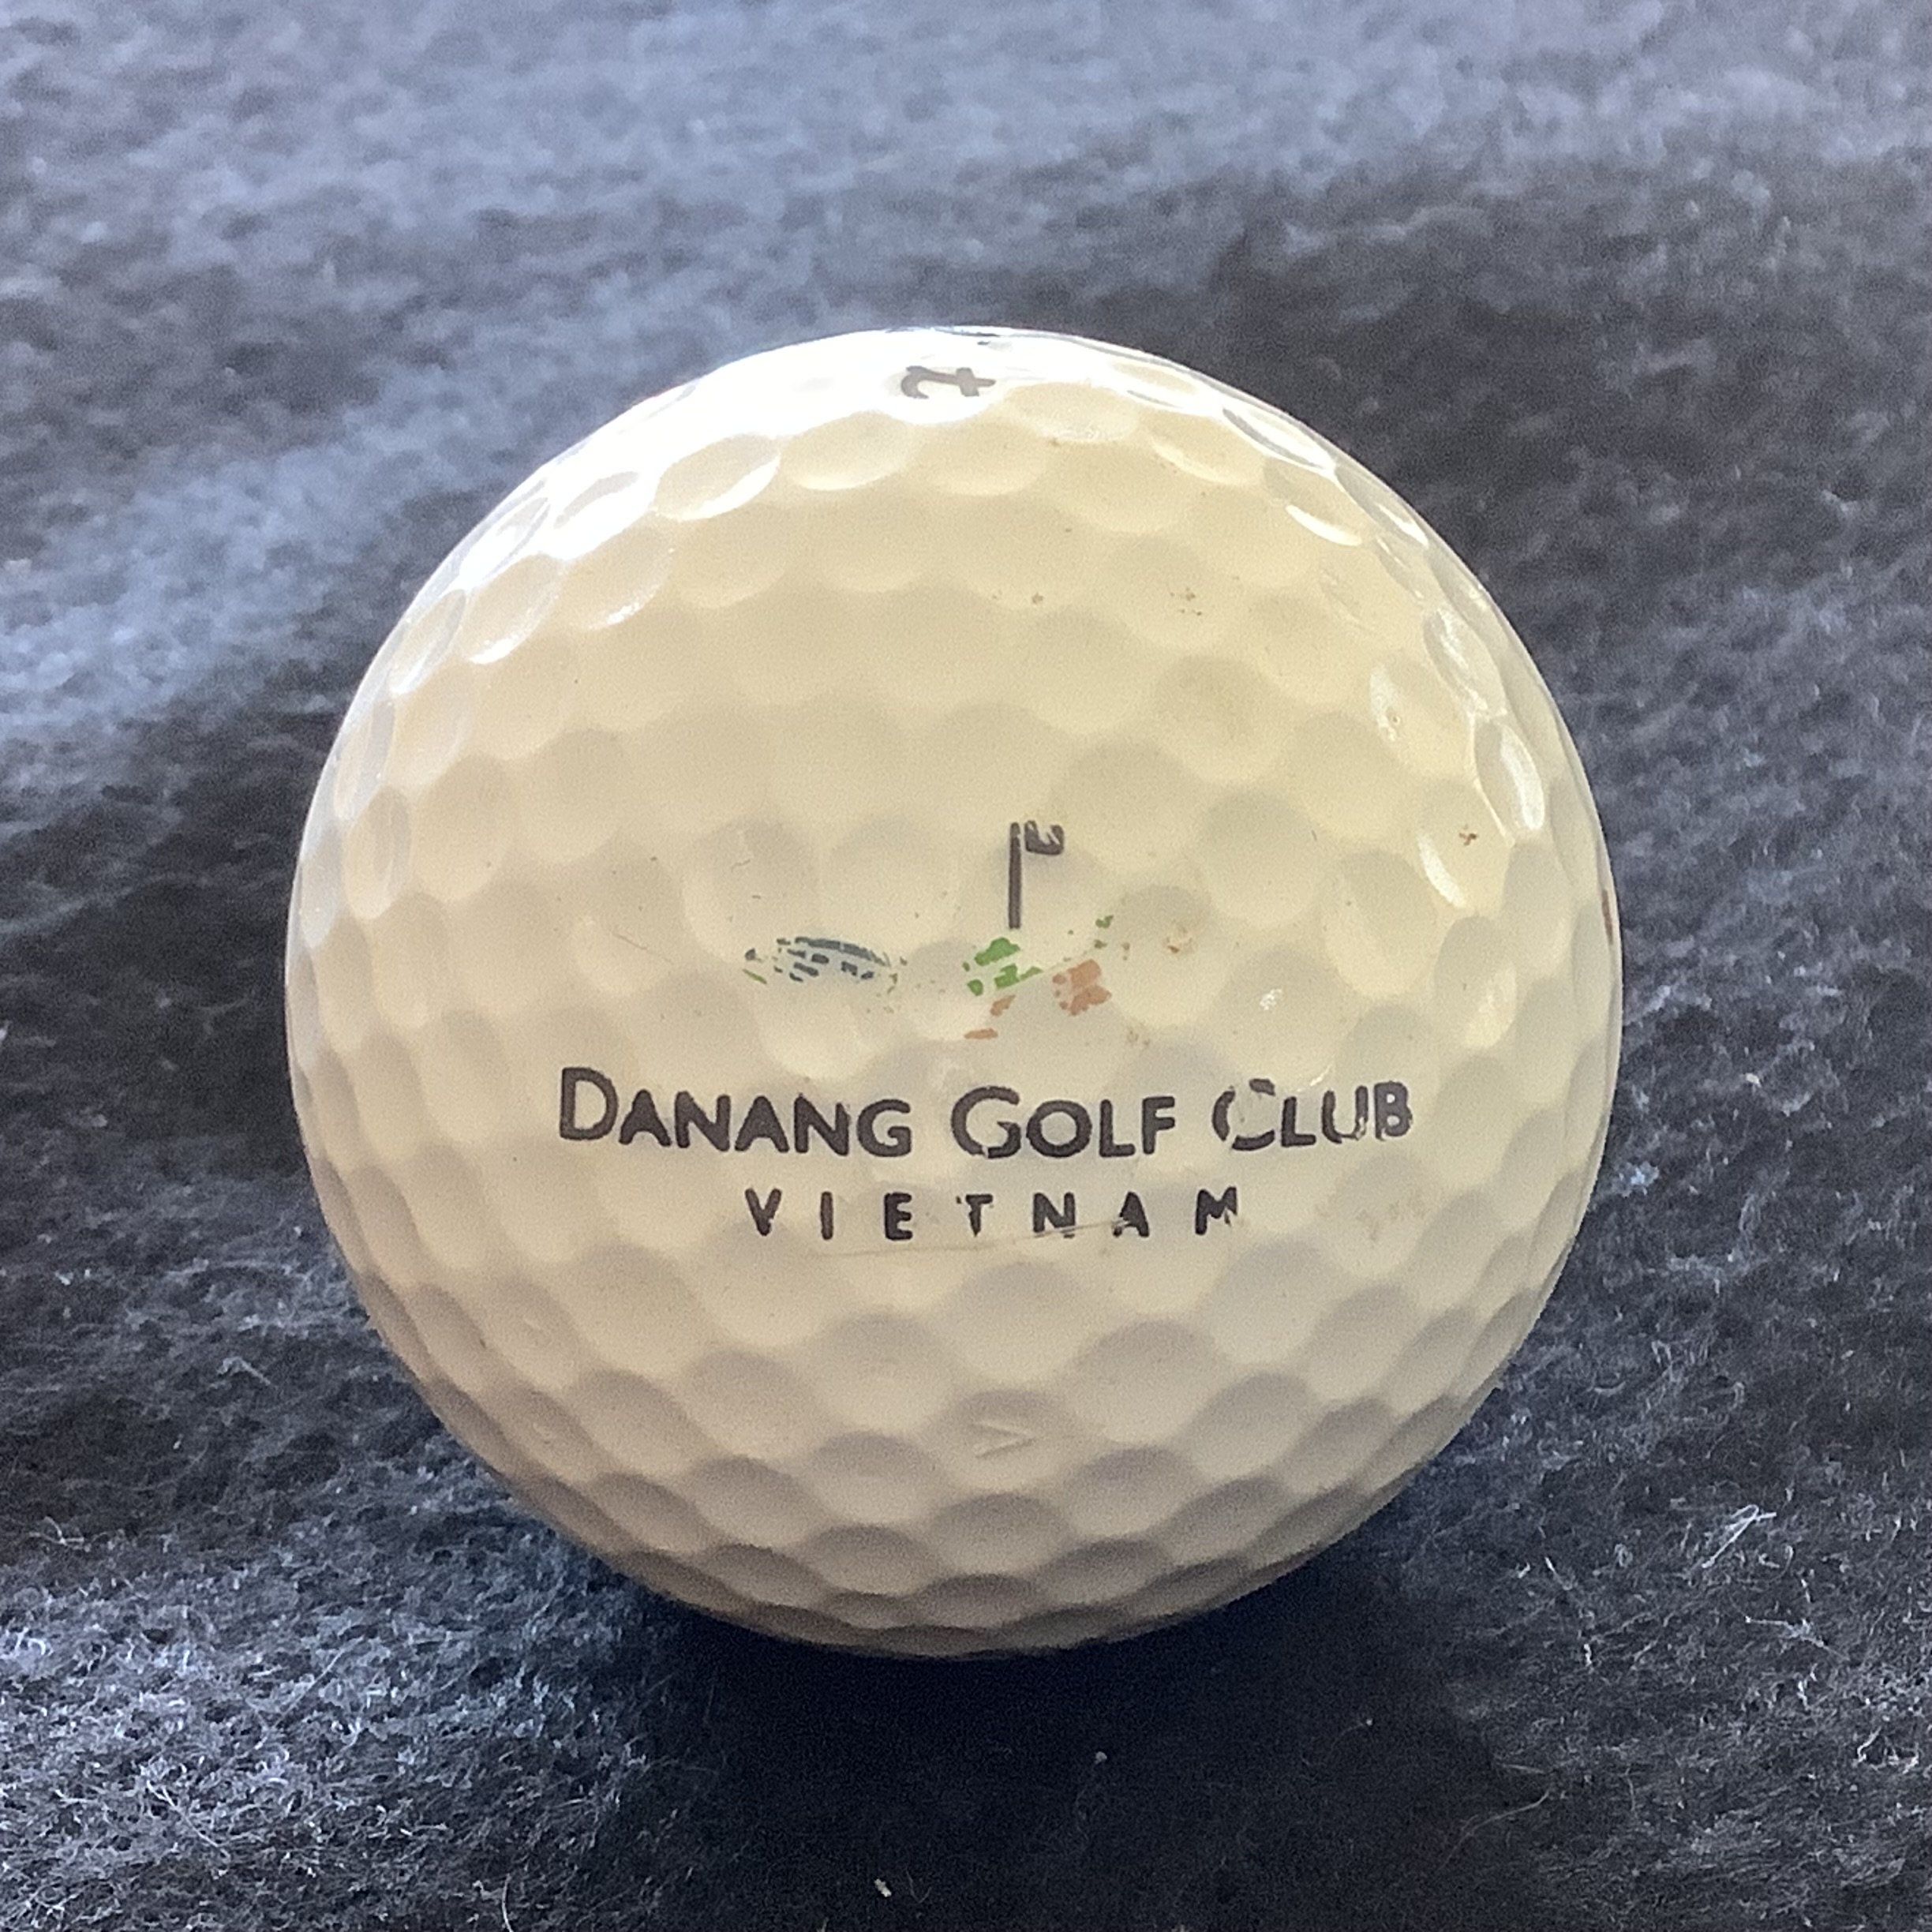 t
DANANG GOLF CLUB
VIETNAM